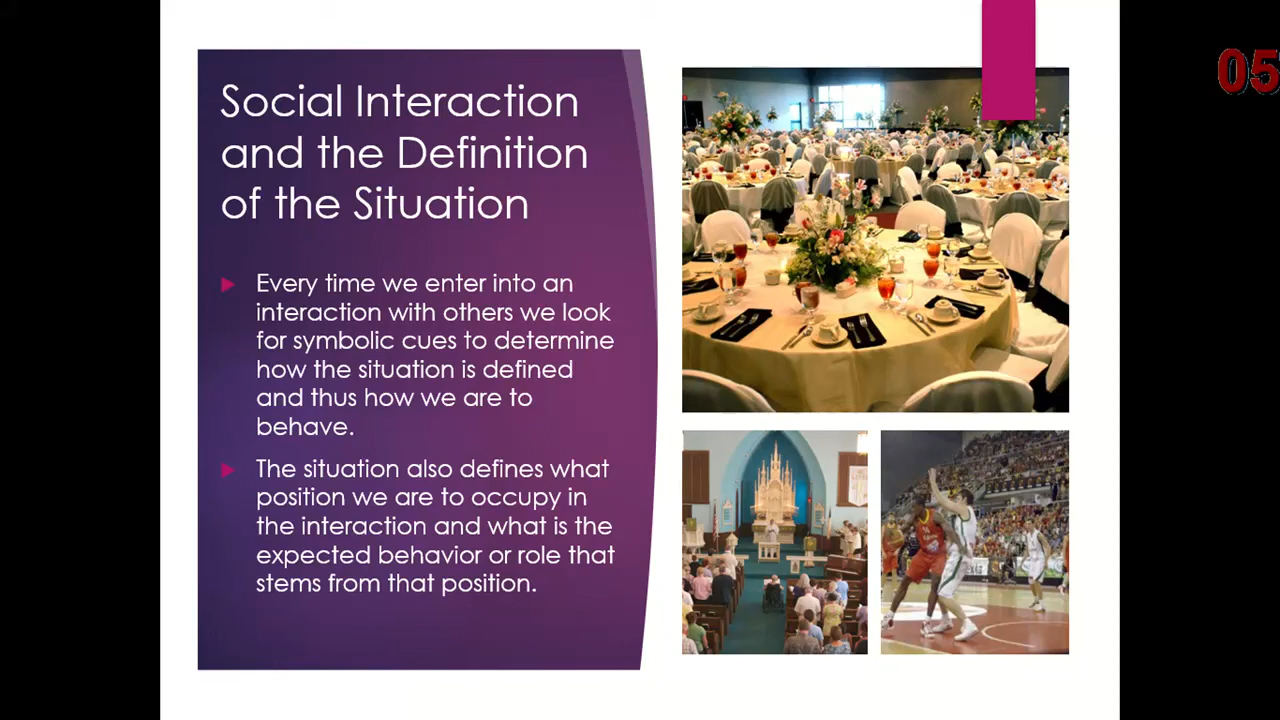 Social Interaction
and the Definition
of the Situation
Every time we enter into an
interaction with others we look
for symbolic cues to determine
how the situation is defined
and thus how we are to
behave.
The situation also defines what
position we are to occupy in
the interaction and what is the
expected behavior or role that
stems from that position.
05